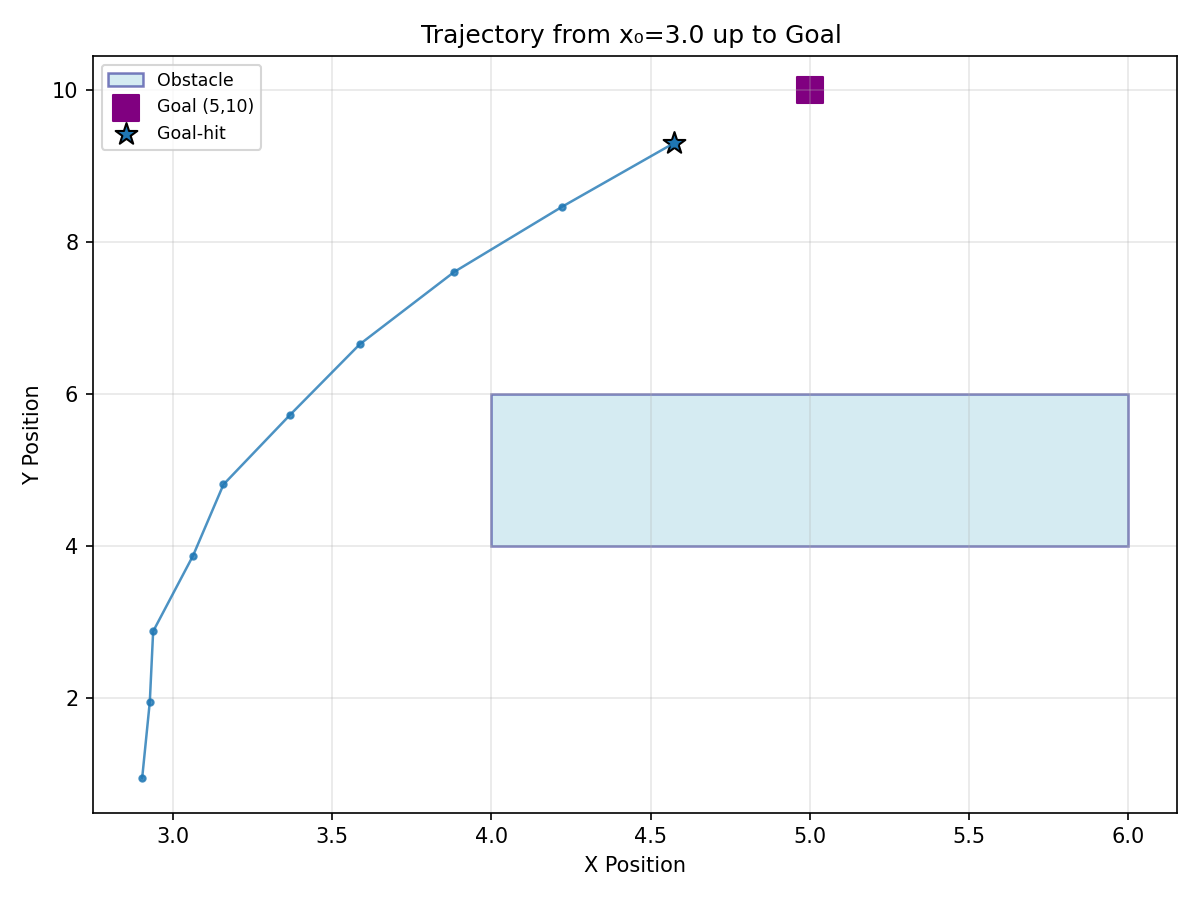 Trajectory from x₀=3.0 up to Goal
Obstacle
Goal (5,10)
Goal-hit
10
8
6
4
2
Y Position
3.0 3.5 4.0 4.5 5.0 5.5 6.0
X Position